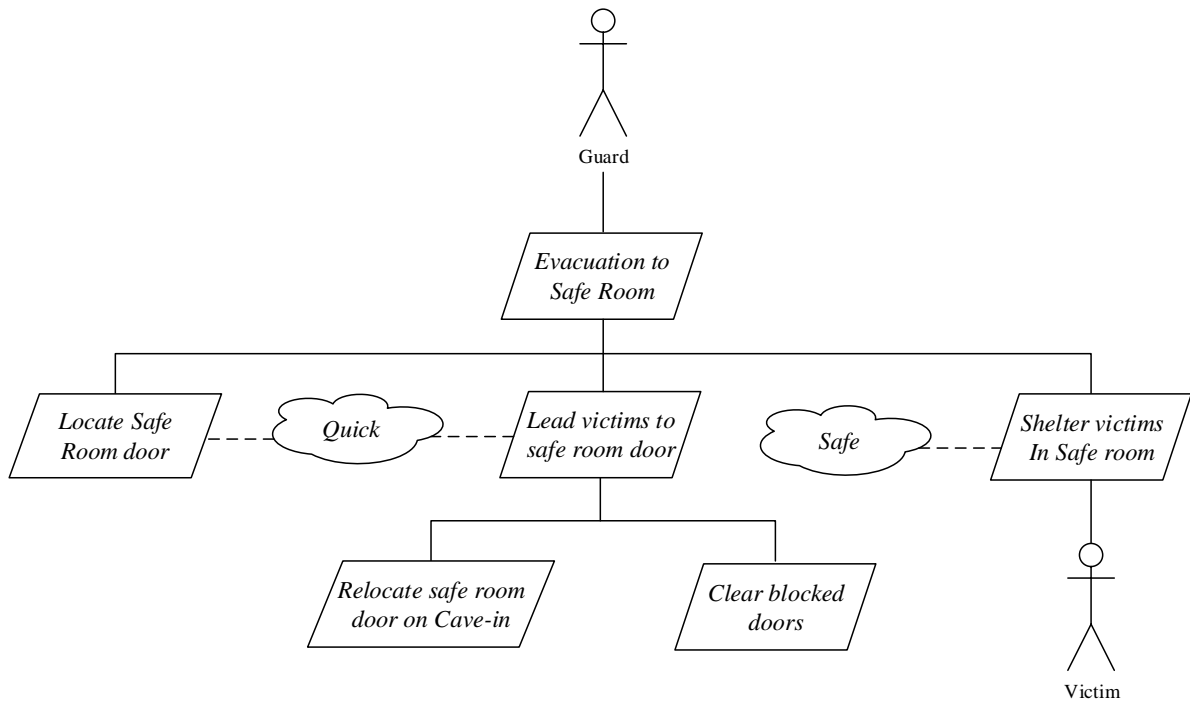 Guard
Evacuation to
Safe Room
Locate Safe
Room door
Quick
Lead victims to
safe room door
Safe
Shelter victims
In Safe room
Relocate safe room
door on Cave-in
Clear blocked
doors
Victim